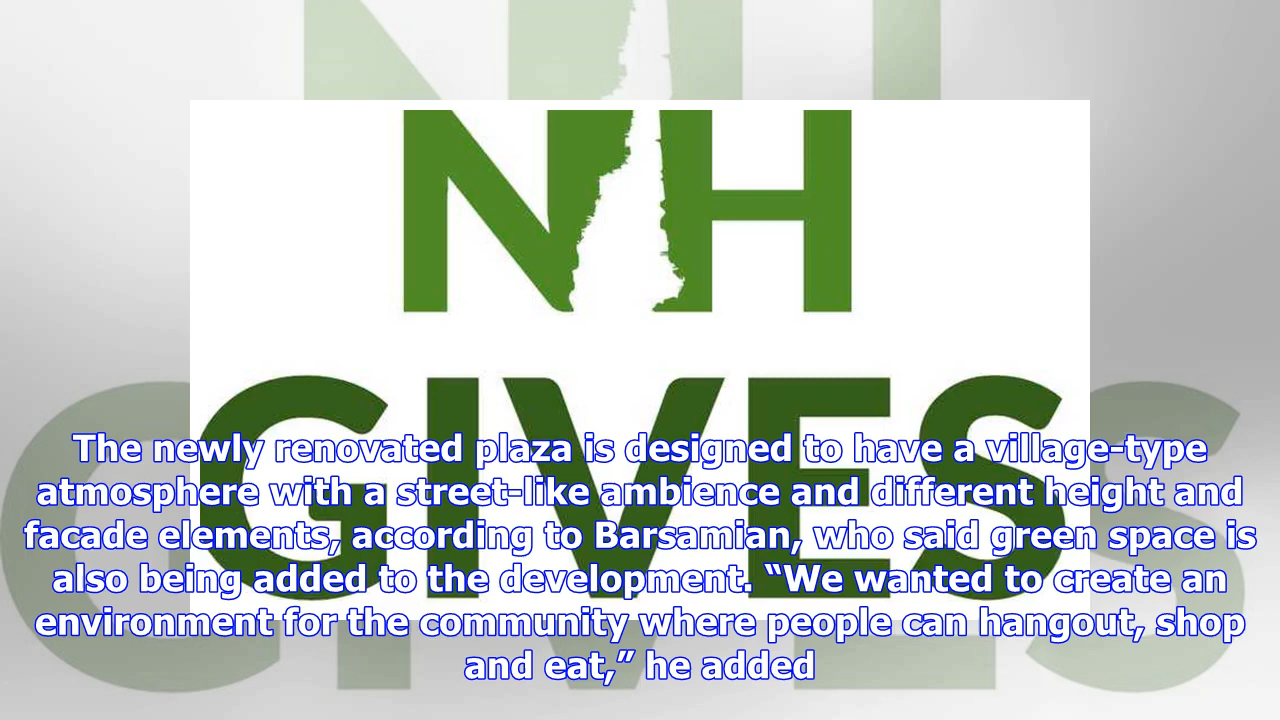 NH
GIVES
The newly renovated plaza is designed to have a village-type
atmosphere with a street-like ambience and different height and
facade elements, according to Barsamian, who said green space is
also being added to the development. “We wanted to create an
environment for the community where people can hangout, shop
and eat,” he added